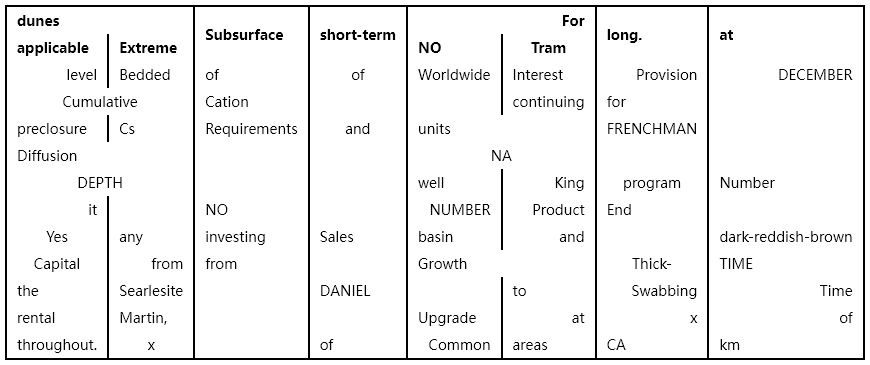 dunes For
applicable Extreme Subsurface short-term NO Tram long. at
level Bedded of of Worldwide Interest Provision DECEMBER
Cumulative Cation continuing for
preclosure Cs Requirements and units FRENCHMAN
Diffusion NA
DEPTH well King program Number
it NO NUMBER Product End
Yes any investing Sales basin and dark-reddish-brown
Capital from from Growth Thick- TIME
the Searlesite DANIEL to Swabbing Time
rental Martin, Upgrade at x of
throughout. x of Common areas CA km